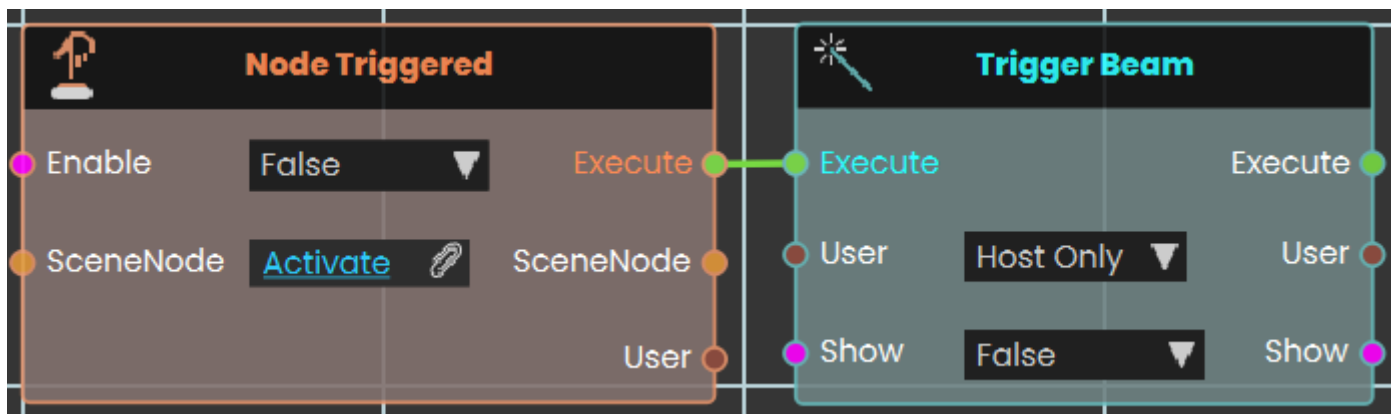 Node Triggered
Enable False Execute
SceneNode Activate SceneNode
User
Trigger Beam
Execute Execute
User Host Only User
Show False Show